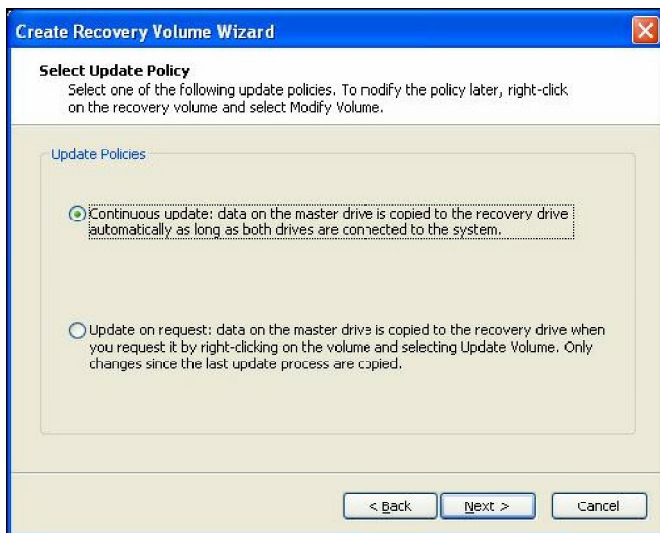 Create Recovery Volume Wizard
Select Update Policy
Select one of the following update policies. To modify the policy later, right-click
on the recovery volume and select Modify Volume.
Update Policies
Continuous update: data on the master drive is copied to the recovery drive
automatically as long as both drives are connected to the system.
Update on request: data on the master drive is copied to the recovery drive when
you request it by right-clicking on the volume and selecting Update Volume. Only
changes since the last update process are copied.
< Back
Next >
Cancel